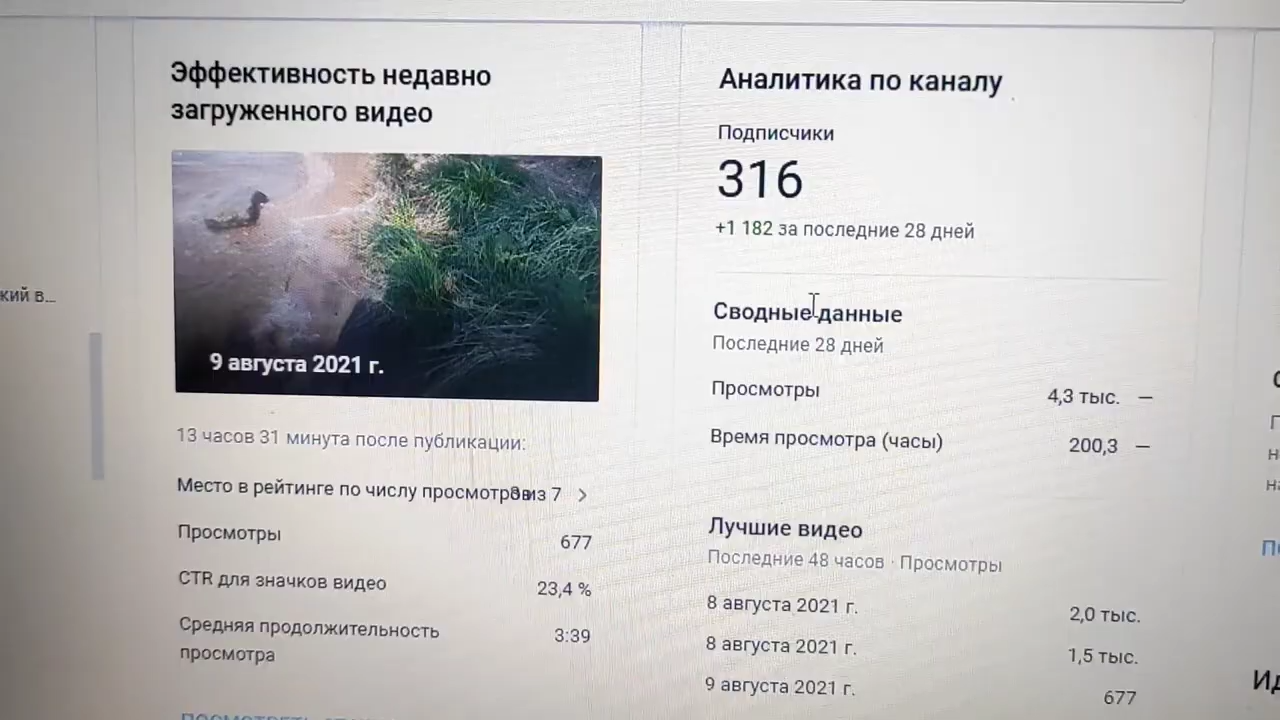 Эффективность недавно
загруженного видео
9 августа 2021 г.
13 часов 31 минута после публикации:
Место в рейтинге по числу просмотров из 7
Просмотры 677
CTR для значков видео 23,4 %
Средняя продолжительность 3:39
просмотра
Аналитика по каналу
Подписчики
316
+1 182 за последние 28 дней
Сводные данные
Последние 28 дней
Просмотры 4,3 тыс. —
Время просмотра (часы) 200,3 —
Лучшие видео
Последние 48 часов · Просмотры
8 августа 2021 г. 2,0 тыс.
8 августа 2021 г. 1,5 тыс.
9 августа 2021 г. 677
кий в…